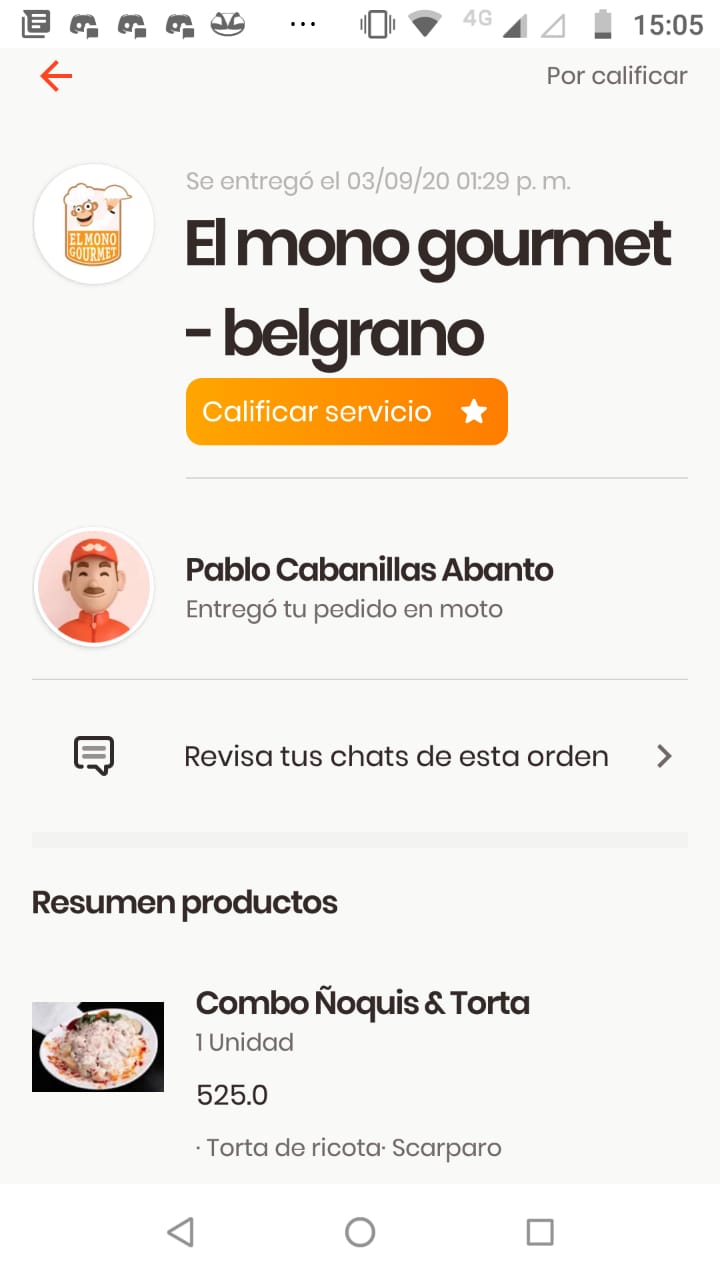 4G 15:05
Por calificar
Se entregó el 03/09/20 01:29 p. m.
EL MONO
GOURMET
El mono gourmet
- belgrano
Calificar servicio
Pablo Cabanillas Abanto
Entregó tu pedido en moto
Revisa tus chats de esta orden
Resumen productos
Combo Ñoquis & Torta
1 Unidad
525.0
· Torta de ricota· Scarparo